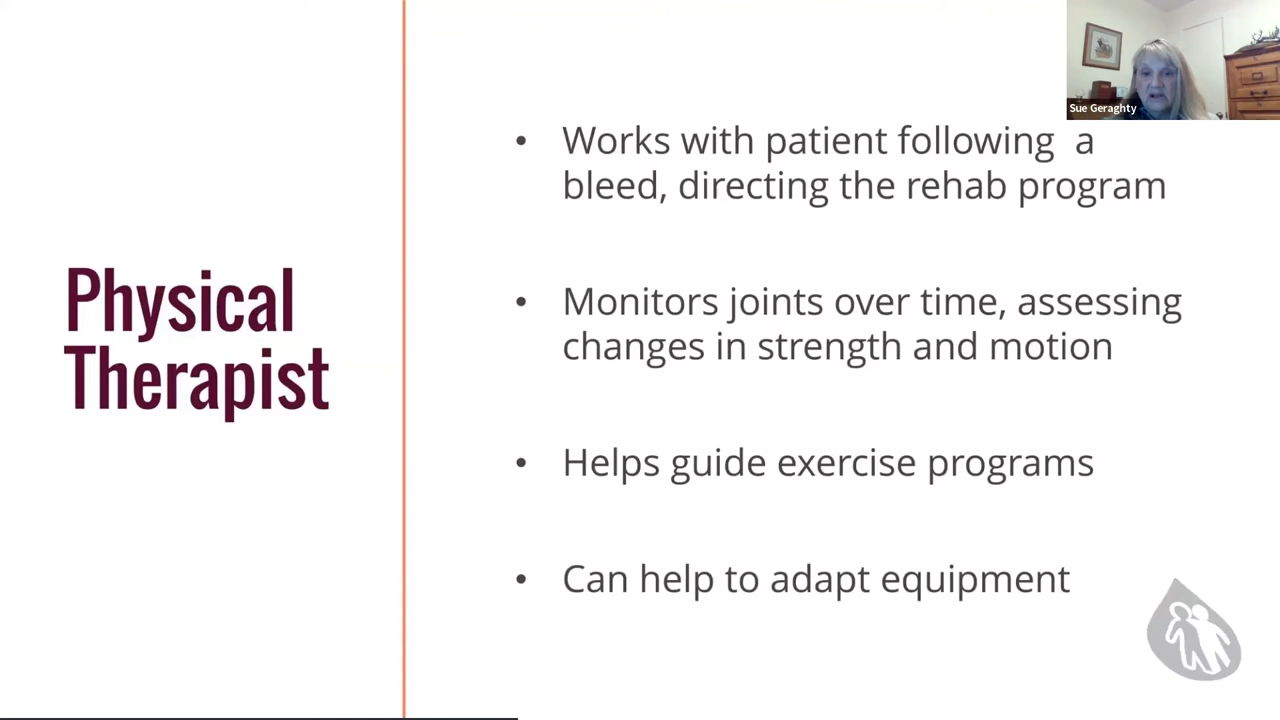 Sue Geraghty
Physical
Therapist
• Works with patient following  a
bleed, directing the rehab program
• Monitors joints over time, assessing
changes in strength and motion
• Helps guide exercise programs
• Can help to adapt equipment